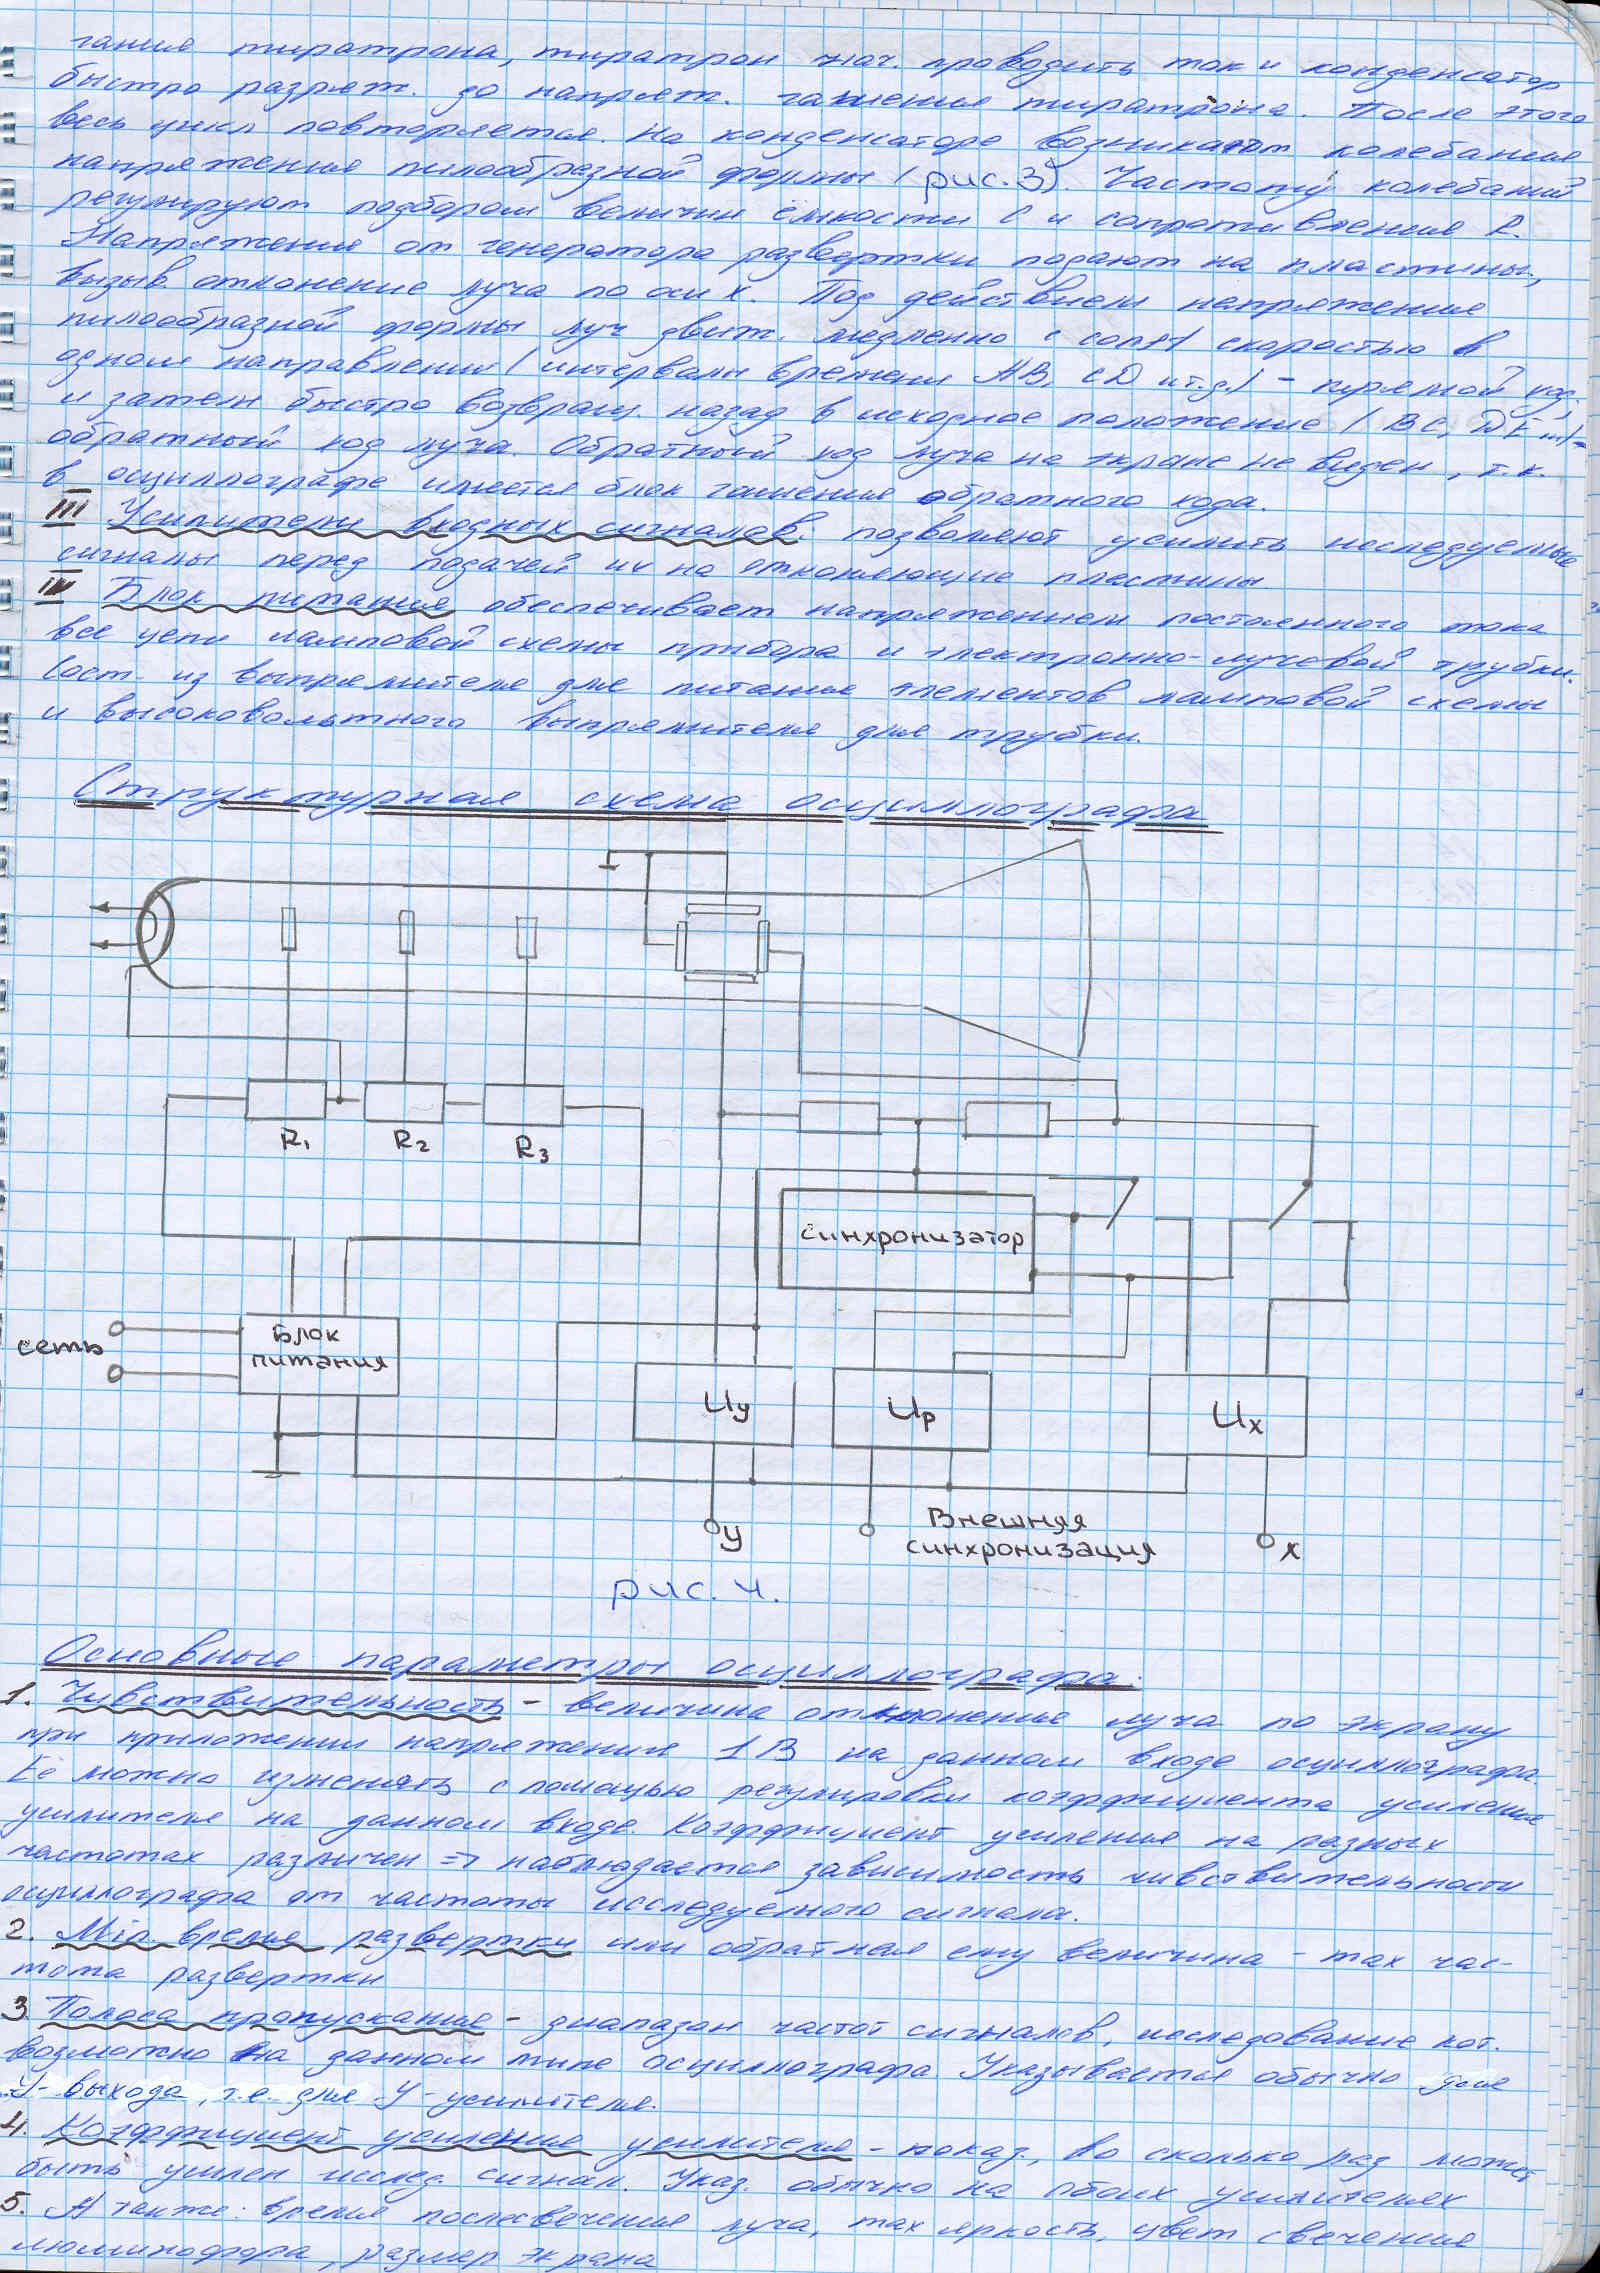 гания тиратрона, тиратрон нач. проводить ток и конденсатор
быстро разряж. до напряж. гашения тиратрона. После этого
весь цикл повторяется. На конденсаторе возникают колебания
напряжения пилообразной формы (рис.3). Частоту колебаний
регулируют подбором величин ёмкости С и сопротивления R.
Напряжение от генератора развертки подают на пластины,
вызыв. отклонение луча по оси х. Под действием напряжения
пилообразной формы луч движ. медленно с const скоростью в
одном направлении (интервалы времени АВ, CD и т.д.) - прямой ход,
и затем быстро возвращ. назад в исходное положение (ВС, DE и) -
обратный ход луча. Обратный ход луча на экране не виден, т.к.
в осциллографе имеется блок гашения обратного хода.
III Усилители входных сигналов: позволяют усилить исследуемые
сигналы перед подачей их на отклоняющие пластины.
IV Блок питания обеспечивает напряжением постоянного тока
все цепи ламповой схемы прибора и электронно-лучевой трубки.
Сост. из выпрямителя для питания элементов ламповой схемы
и высоковольтного выпрямителя для трубки.
Структурная схема осциллографа
R1 R2 R3
синхронизатор
сеть
Блок
питания
Uy Up Ux
y
Внешняя
синхронизация
x
рис. 4.
Основные параметры осциллографа:
1. Чувствительность - величина отклонения луча по экрану
при приложении напряжения 1 В на данном входе осциллографа.
Её можно изменять с помощью регулировки коэффициента усиления
усилителя на данном входе. Коэффициент усиления на разных
частотах различен => наблюдается зависимость чувствительности
осциллографа от частоты исследуемого сигнала.
2. Min. время развертки или обратная ему величина - max час-
тота развертки
3 Полоса пропускания - диапазон частот сигналов, исследование кот.
возможно на данном типе осциллографа Указывается обычно для
У-выхода, т.е. для У-усилителя.
4. Коэффициент усиления усилителя - показ., во сколько раз может
быть усилен исслед. сигнал. Указ. обычно на обоих усилителях
5. А также: время послесвечения луча, max яркость, цвет свечения
люминофора, размер экрана